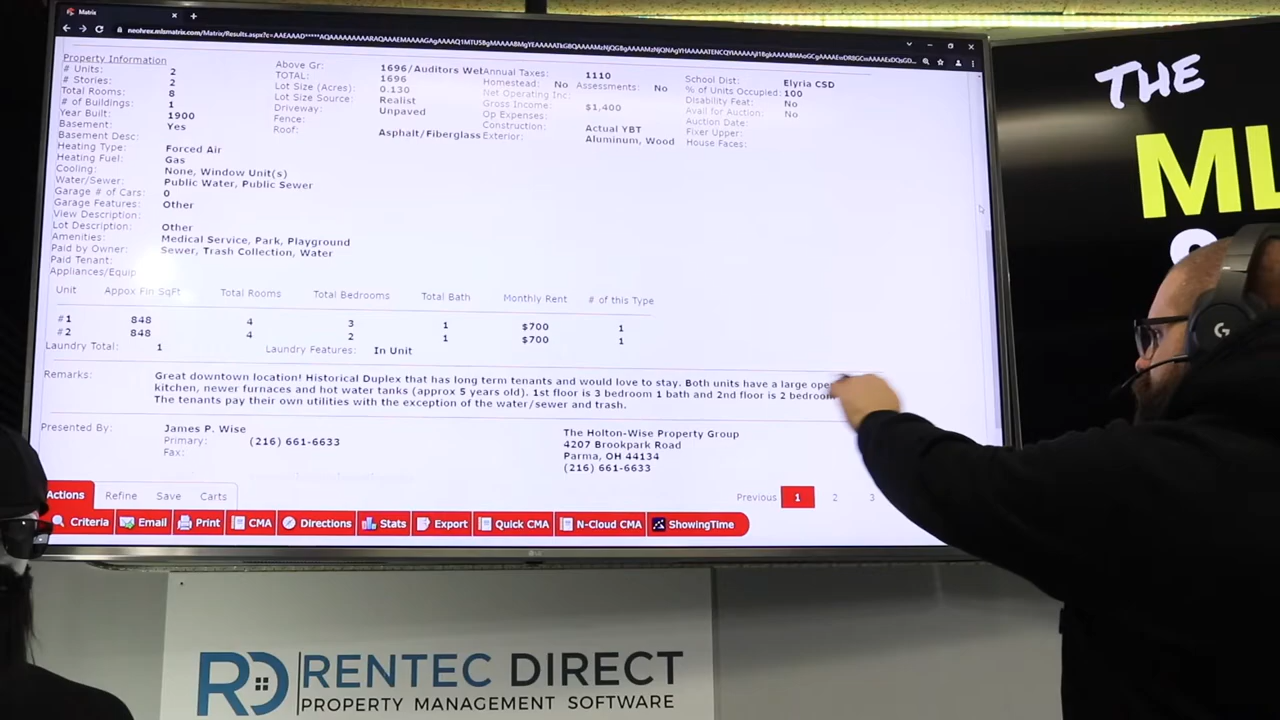 Matrix
Property Information
# Units: 2
# Stories: 2
Total Rooms: 8
# of Buildings: 1
Year Built: 1900
Basement: Yes
Basement Desc:
Heating Type: Forced Air
Heating Fuel: Gas
Cooling: None, Window Unit(s)
Water/Sewer: Public Water, Public Sewer
Garage # of Cars: 0
Garage Features: Other
View Description:
Lot Description: Other
Amenities: Medical Service, Park, Playground
Paid by Owner: Sewer, Trash Collection, Water
Paid Tenant:
Appliances/Equip
Above Gr: 1696/Auditors Wet
TOTAL: 1696
Lot Size (Acres): 0.130
Lot Size Source: Realist
Driveway: Unpaved
Fence:
Roof: Asphalt/Fiberglass
Annual Taxes: 1110
Homestead: No Assessments: No
Net Operating Inc:
Gross Income: $1,400
Op Expenses:
Construction: Actual YBT
Exterior: Aluminum, Wood
School Dist: Elyria CSD
% of Units Occupied: 100
Disability Feat: No
Avail for Auction: No
Auction Date:
Fixer Upper:
House Faces:
Unit Appox Fin SqFt Total Rooms Total Bedrooms Total Bath Monthly Rent # of this Type
#1 848 4 3 1 $700 1
#2 848 4 2 1 $700 1
Laundry Total: 1 Laundry Features: In Unit
Remarks: Great downtown location! Historical Duplex that has long term tenants and would love to stay. Both units have a large
kitchen, newer furnaces and hot water tanks (approx 5 years old). 1st floor is 3 bedroom 1 bath and 2nd floor is 2
The tenants pay their own utilities with the exception of the water/sewer and trash.
Presented By: James P. Wise
Primary: (216) 661-6633
Fax:
The Holton-Wise Property Group
4207 Brookpark Road
Parma, OH 44134
(216) 661-6633
Actions Refine Save Carts
Previous 1 2 3
Criteria Email Print CMA Directions Stats Export Quick CMA N-Cloud CMA ShowingTime
LG
THE
ML
&
G
RD RENTEC DIRECT
PROPERTY MANAGEMENT SOFTWARE